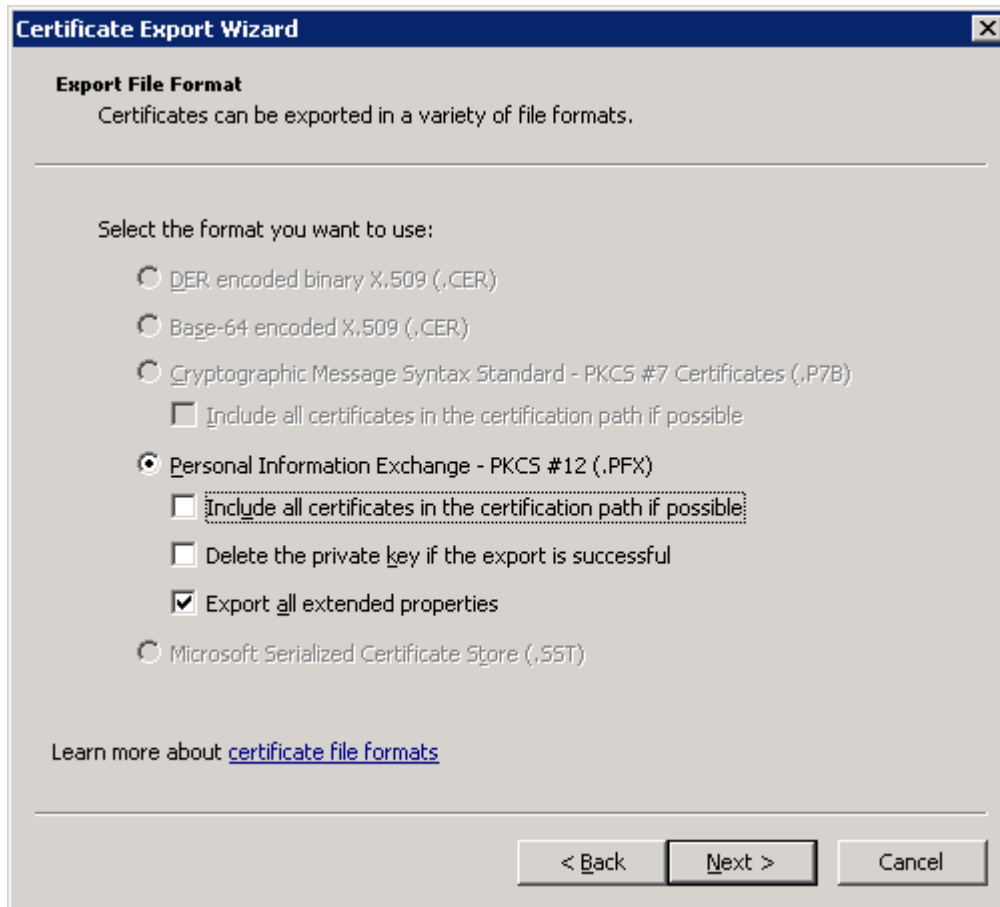 Certificate Export Wizard
Export File Format
Certificates can be exported in a variety of file formats.
Select the format you want to use:
DER encoded binary X.509 (.CER)
Base-64 encoded X.509 (.CER)
Cryptographic Message Syntax Standard - PKCS #7 Certificates (.P7B)
Include all certificates in the certification path if possible
Personal Information Exchange - PKCS #12 (.PFX)
Include all certificates in the certification path if possible
Delete the private key if the export is successful
Export all extended properties
Microsoft Serialized Certificate Store (.SST)
Learn more about certificate file formats
< Back Next > Cancel